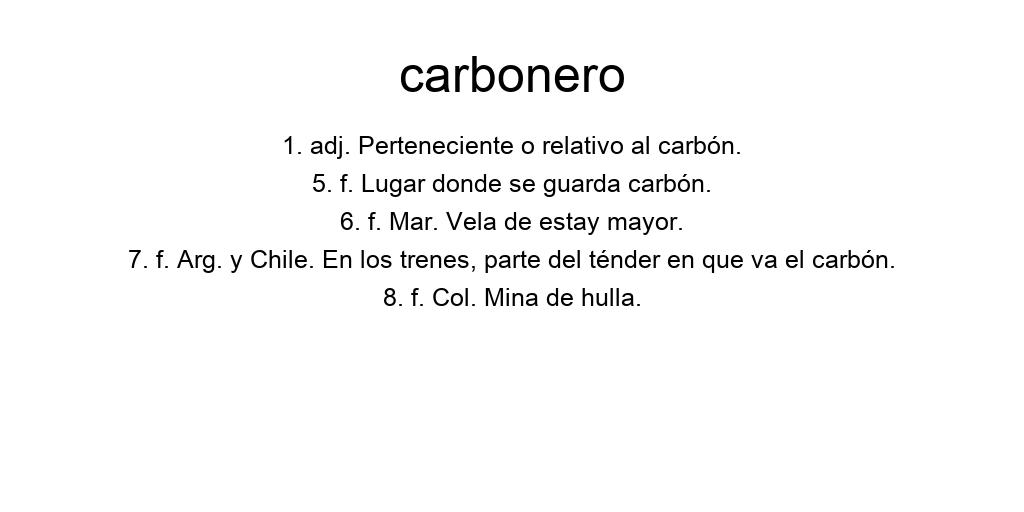 carbonero
1. adj. Perteneciente o relativo al carbón.
5. f. Lugar donde se guarda carbón.
6. f. Mar. Vela de estay mayor.
7. f. Arg. y Chile. En los trenes, parte del ténder en que va el carbón.
8. f. Col. Mina de hulla.